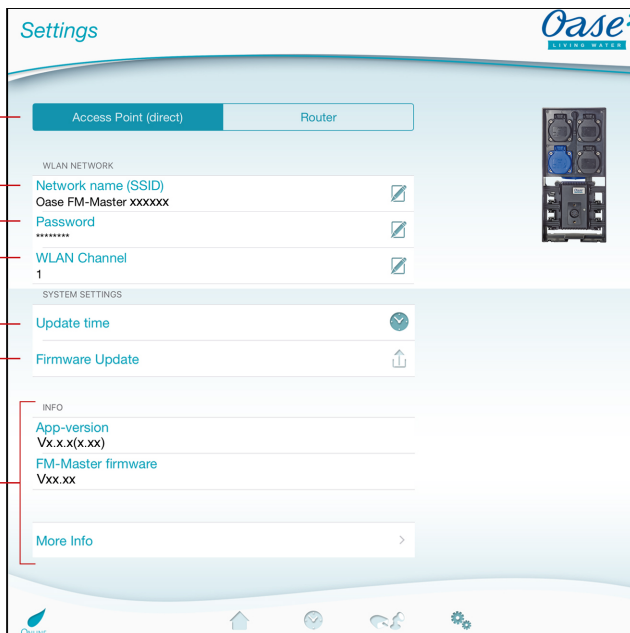 Settings
Oase
LIVING WATER
Access Point (direct)
Router
WLAN NETWORK
Network name (SSID)
Oase FM-Master xxxxxx
Password
********
WLAN Channel
1
SYSTEM SETTINGS
Update time
Firmware Update
INFO
App-version
Vx.x.x(x.xx)
FM-Master firmware
Vxx.xx
More Info
ONLINE